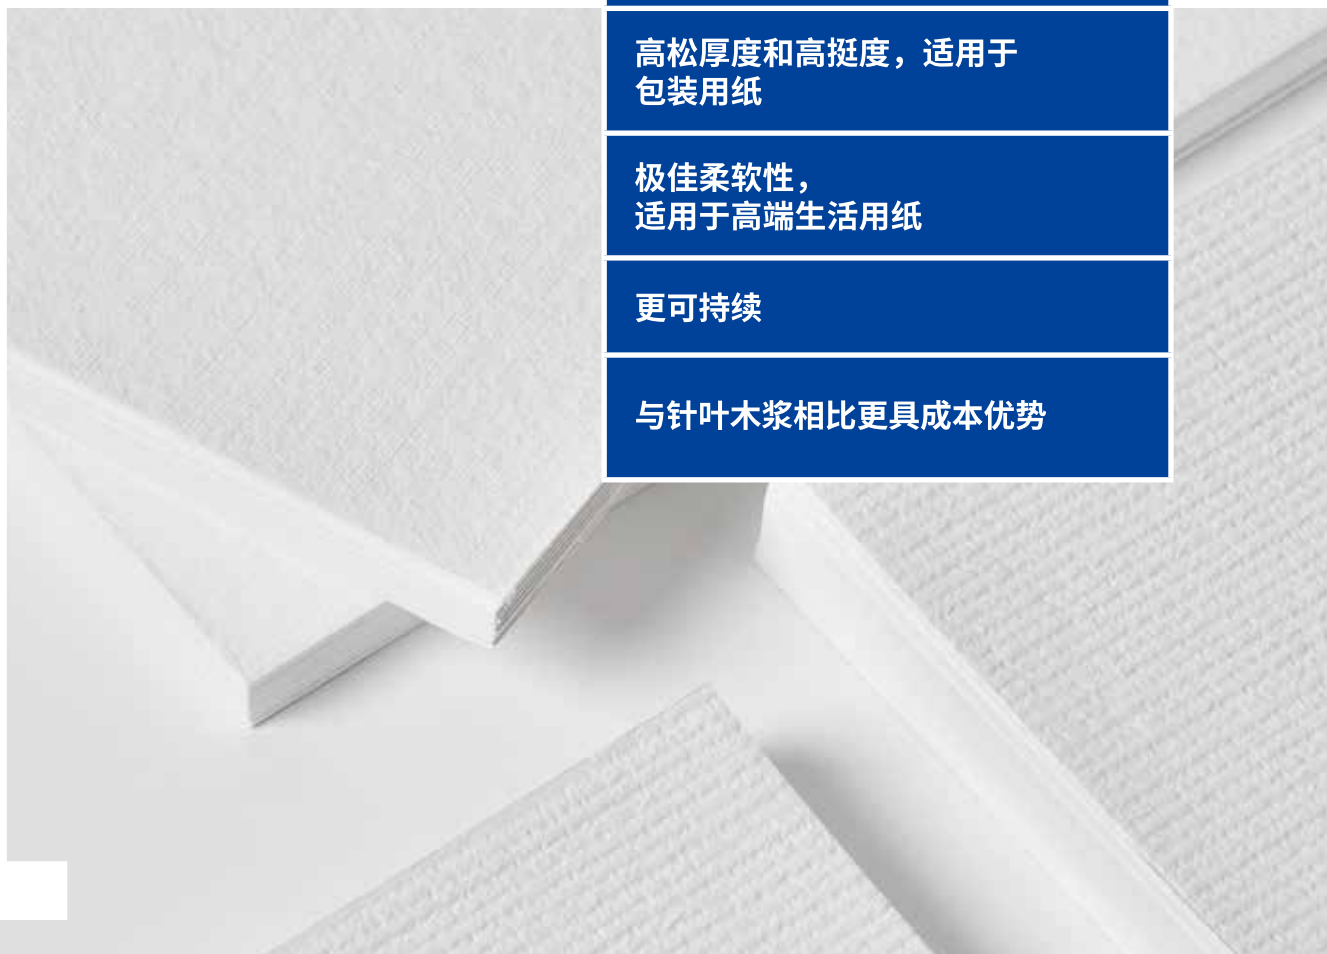 高松厚度和高挺度，适用于
包装用纸
极佳柔软性，
适用于高端生活用纸
更可持续
与针叶木浆相比更具成本优势